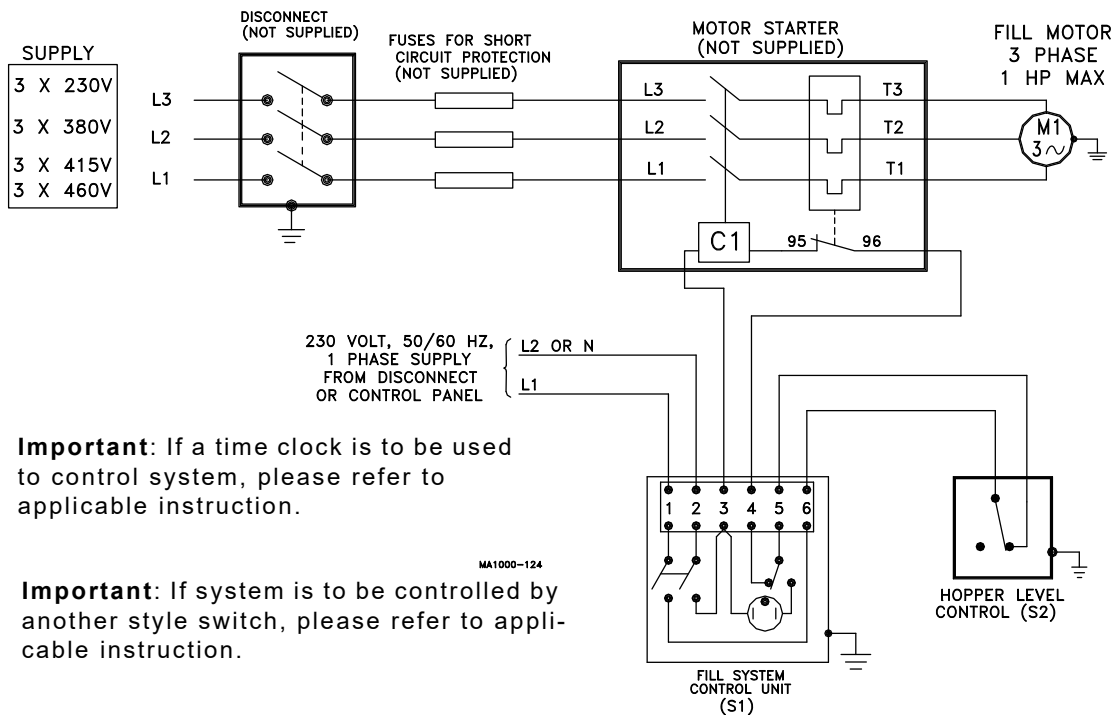 DISCONNECT
(NOT SUPPLIED)
FUSES FOR SHORT
CIRCUIT PROTECTION
(NOT SUPPLIED)
MOTOR STARTER
(NOT SUPPLIED)
FILL MOTOR
3 PHASE
1 HP MAX
SUPPLY
3 X 230V
3 X 380V
3 X 415V
3 X 460V
L3
L2
L1
L3
L2
L1
T3
T2
T1
M1
3~
C1
95
96
230 VOLT, 50/60 HZ,
1 PHASE SUPPLY
FROM DISCONNECT
OR CONTROL PANEL
L2 OR N
L1
Important: If a time clock is to be used
to control system, please refer to
applicable instruction.
MA1000-124
Important: If system is to be controlled by
another style switch, please refer to appli-
cable instruction.
1 2 3 4 5 6
FILL SYSTEM
CONTROL UNIT
(S1)
HOPPER LEVEL
CONTROL (S2)